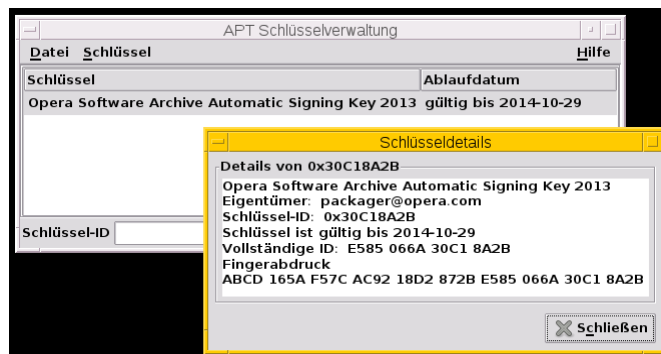 APT Schlüsselverwaltung
Datei Schlüssel Hilfe
Schlüssel Ablaufdatum
Opera Software Archive Automatic Signing Key 2013 gültig bis 2014-10-29
Schlüssel-ID
Schlüsseldetails
Details von 0x30C18A2B
Opera Software Archive Automatic Signing Key 2013
Eigentümer: packager@opera.com
Schlüssel-ID: 0x30C18A2B
Schlüssel ist gültig bis 2014-10-29
Vollständige ID: E585 066A 30C1 8A2B
Fingerabdruck
ABCD 165A F57C AC92 18D2 872B E585 066A 30C1 8A2B
Schließen